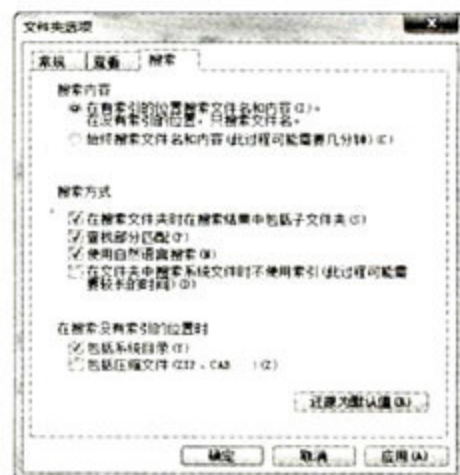 文件夹选项
常规 查看 搜索
搜索内容
在有索引的位置搜索文件名和内容(I)。
在没有索引的位置，只搜索文件名。
始终搜索文件名和内容(此过程可能需要几分钟)(C)
搜索方式
在搜索文件夹时在搜索结果中包括子文件夹(S)
查找部分匹配(P)
使用自然语言搜索(N)
在文件夹中搜索系统文件时不使用索引(此过程可能需
要较长的时间)(D)
在搜索没有索引的位置时
包括系统目录(Y)
包括压缩文件(ZIP、CAB )(Z)
还原为默认值(R)
确定 取消 应用(A)